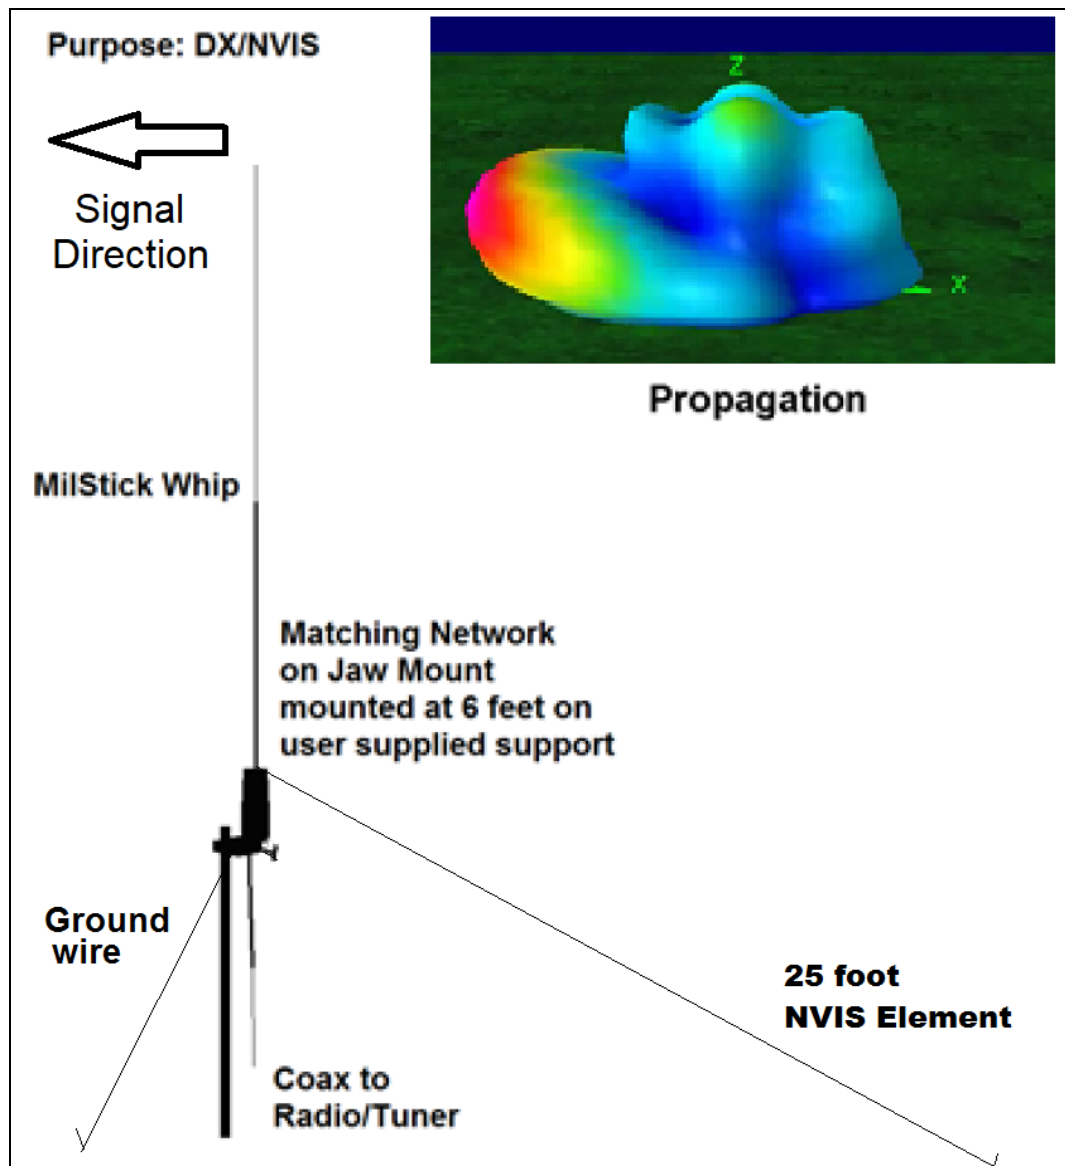 Purpose: DX/NVIS
Signal
Direction
Z
X
Propagation
MilStick Whip
Matching Network
on Jaw Mount
mounted at 6 feet on
user supplied support
Ground
wire
25 foot
NVIS Element
Coax to
Radio/Tuner